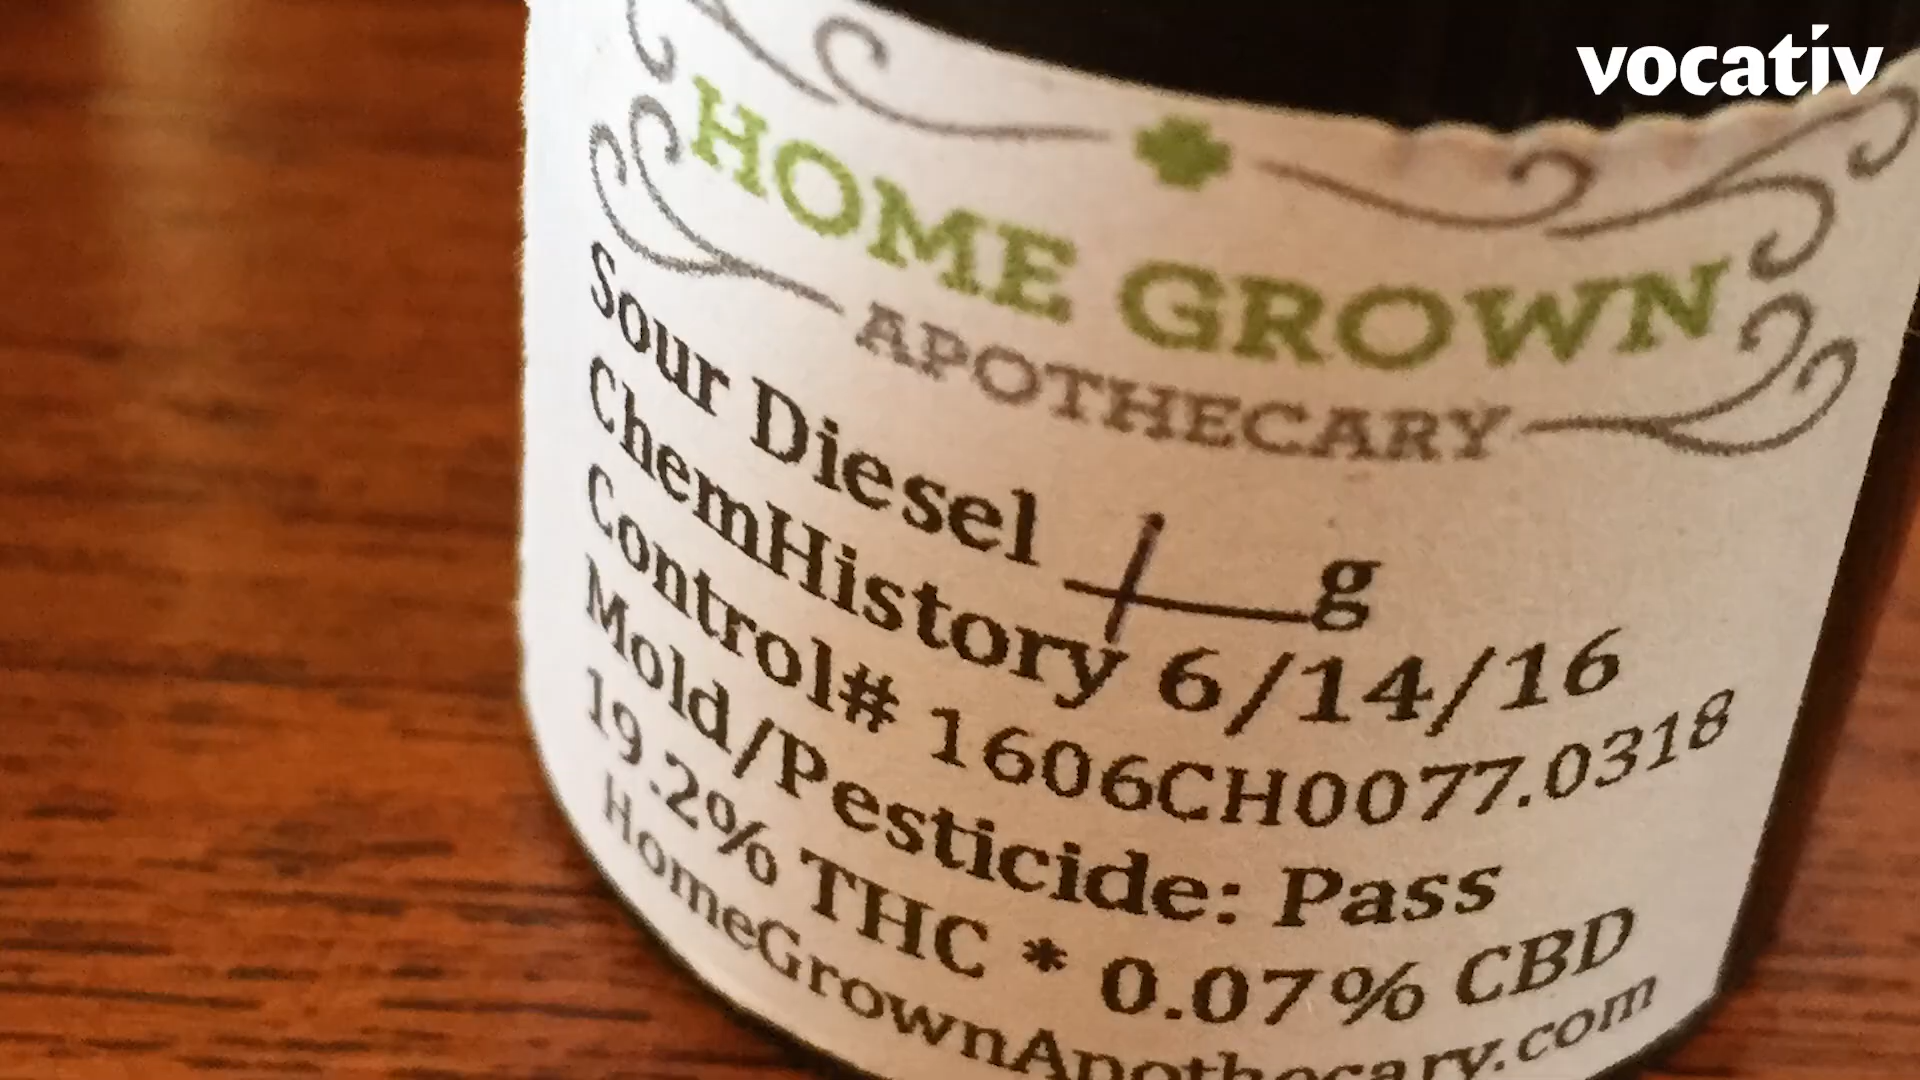 vocativ
HOME GROWN
APOTHECARY
Sour Diesel 1 g
ChemHistory 6/14/16
Control# 1606CH0077.0318
Mold/Pesticide: Pass
19.2% THC * 0.07% CBD
HomeGrownApothecary.com